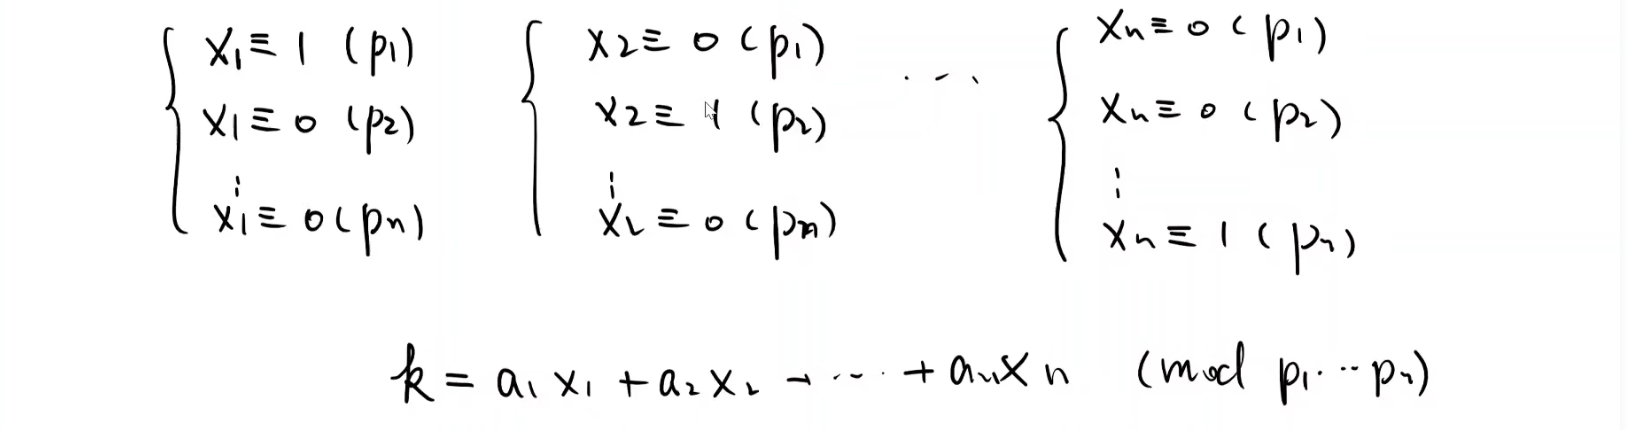 x₁ ≡ 1 (p₁)
x₁ ≡ 0 (p₂)
⋮
x₁ ≡ 0 (pₙ)
x₂ ≡ 0 (p₁)
x₂ ≡ 1 (p₂)
⋮
x₂ ≡ 0 (pₙ)
⋯
xₙ ≡ 0 (p₁)
xₙ ≡ 0 (p₂)
⋮
xₙ ≡ 1 (pₙ)
k = a₁x₁ + a₂x₂ + ⋯ + aₙxₙ (mod p₁⋯pₙ)